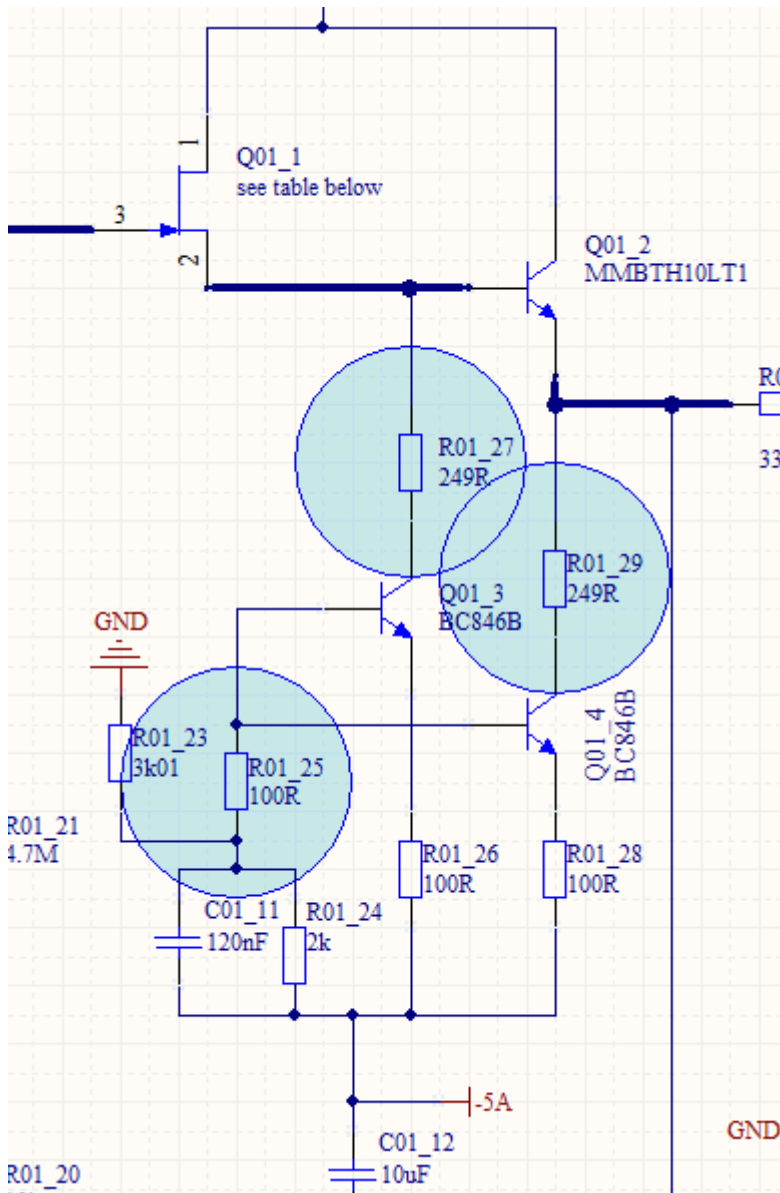 1
Q01_1
see table below
3
2
Q01_2
MMBTH10LT1
R0
33
R01_27
249R
R01_29
249R
Q01_3
BC846B
GND
R01_23
3k01
R01_25
100R
Q01_4
BC846B
R01_21
4.7M
R01_26
100R
R01_28
100R
C01_11
120nF
R01_24
2k
-5A
GND
C01_12
10uF
R01_20